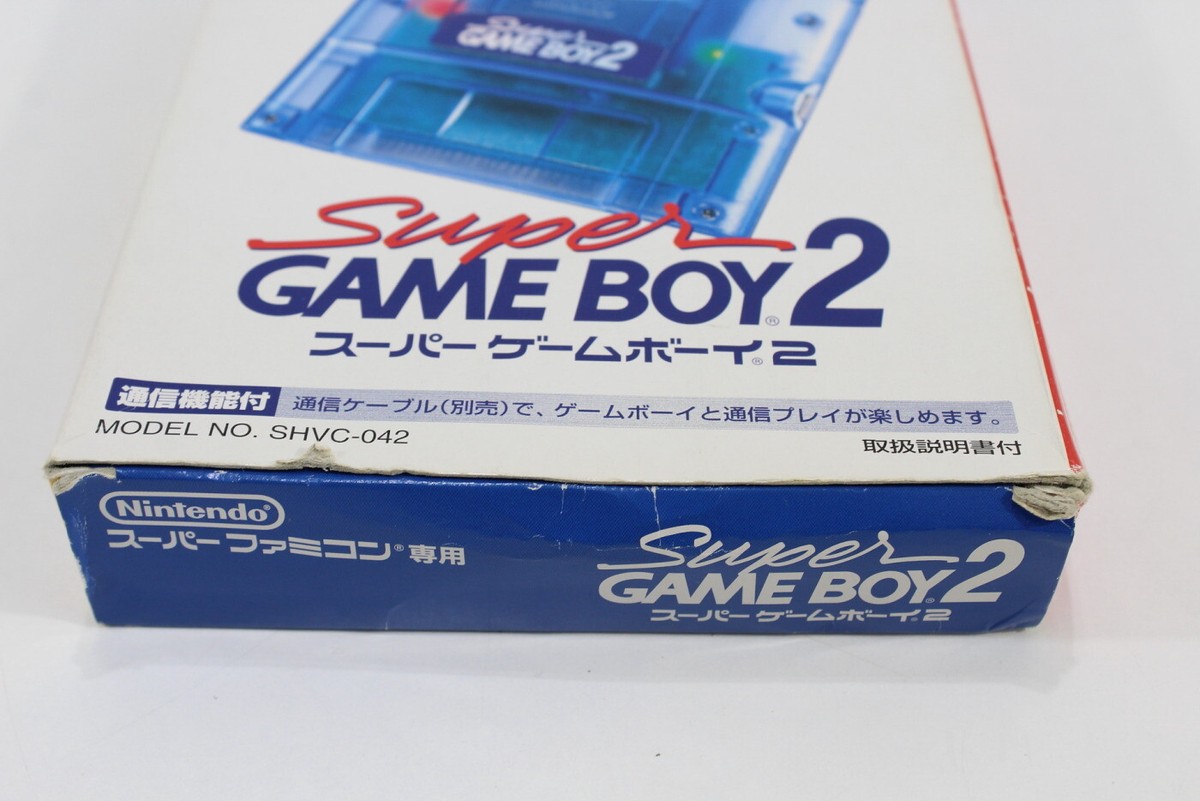 Super
GAME BOY 2
Super
GAME BOY® 2
スーパーゲームボーイ®2
通信機能付 通信ケーブル(別売)で、ゲームボーイと通信プレイが楽しめます。
MODEL NO. SHVC-042
取扱説明書付
Nintendo®
スーパーファミコン®専用
Super
GAME BOY® 2
スーパーゲームボーイ®2